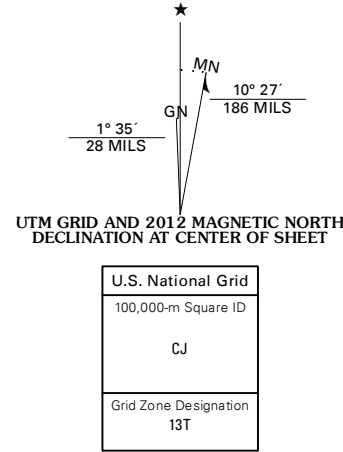 ★
MN
GN
10° 27´
186 MILS
1° 35´
28 MILS
UTM GRID AND 2012 MAGNETIC NORTH
DECLINATION AT CENTER OF SHEET
U.S. National Grid
100,000-m Square ID
CJ
Grid Zone Designation
13T